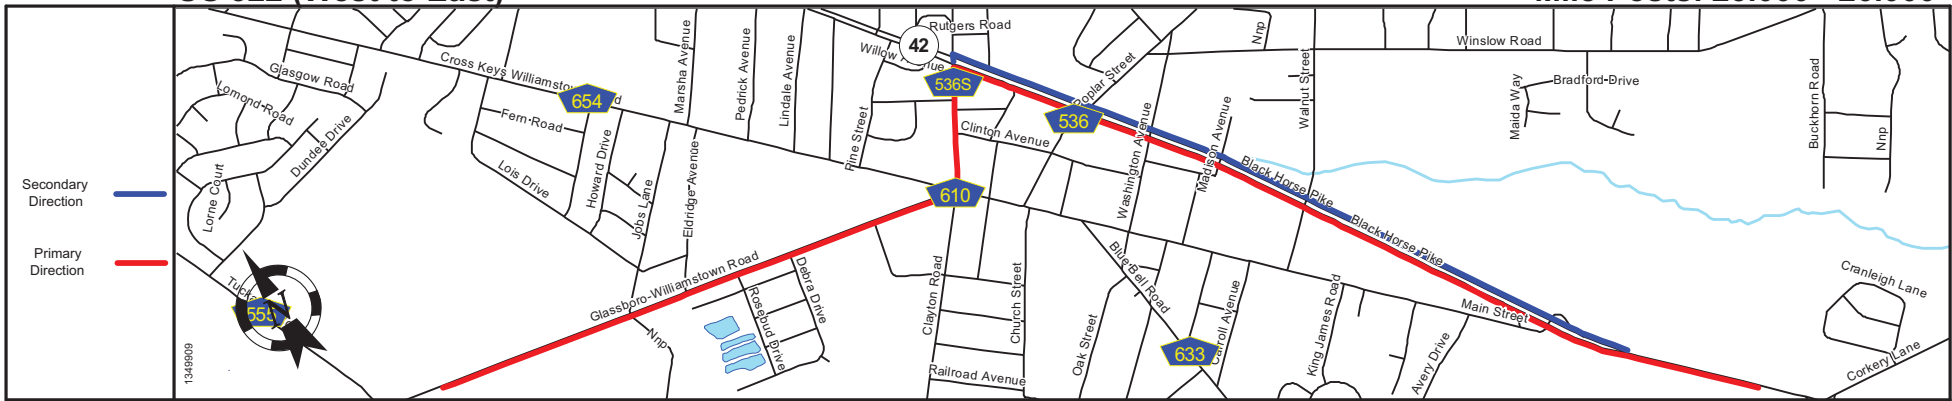 Rutgers Road
42
Willow
Winslow Road
Nnp
Glasgow Road
Cross Keys Williamstown
654
Marsha Avenue
Pedrick Avenue
Lindale Avenue
536S
Poplar Street
536
Walnut Street
Maida Way
Bradford Drive
Buckhorn Road
Nnp
Lomond Road
Fern Road
Dundee Drive
Pine Street
Clinton Avenue
Washington Avenue
Madison Avenue
Black Horse Pike
Black Horse Pike
Secondary
Direction
Lorne Court
Lois Drive
Howard Drive
Jobs Lane
Eldridge Avenue
610
Primary
Direction
Glassboro-Williamstown Road
Debra Drive
Rosebud Drive
Clayton Road
Church Street
Blue Bell Road
Oak Street
Carroll Avenue
King James Road
Main Street
Cranleigh Lane
555
Nnp
633
Avery Drive
Corkery Lane
Railroad Avenue
1349909